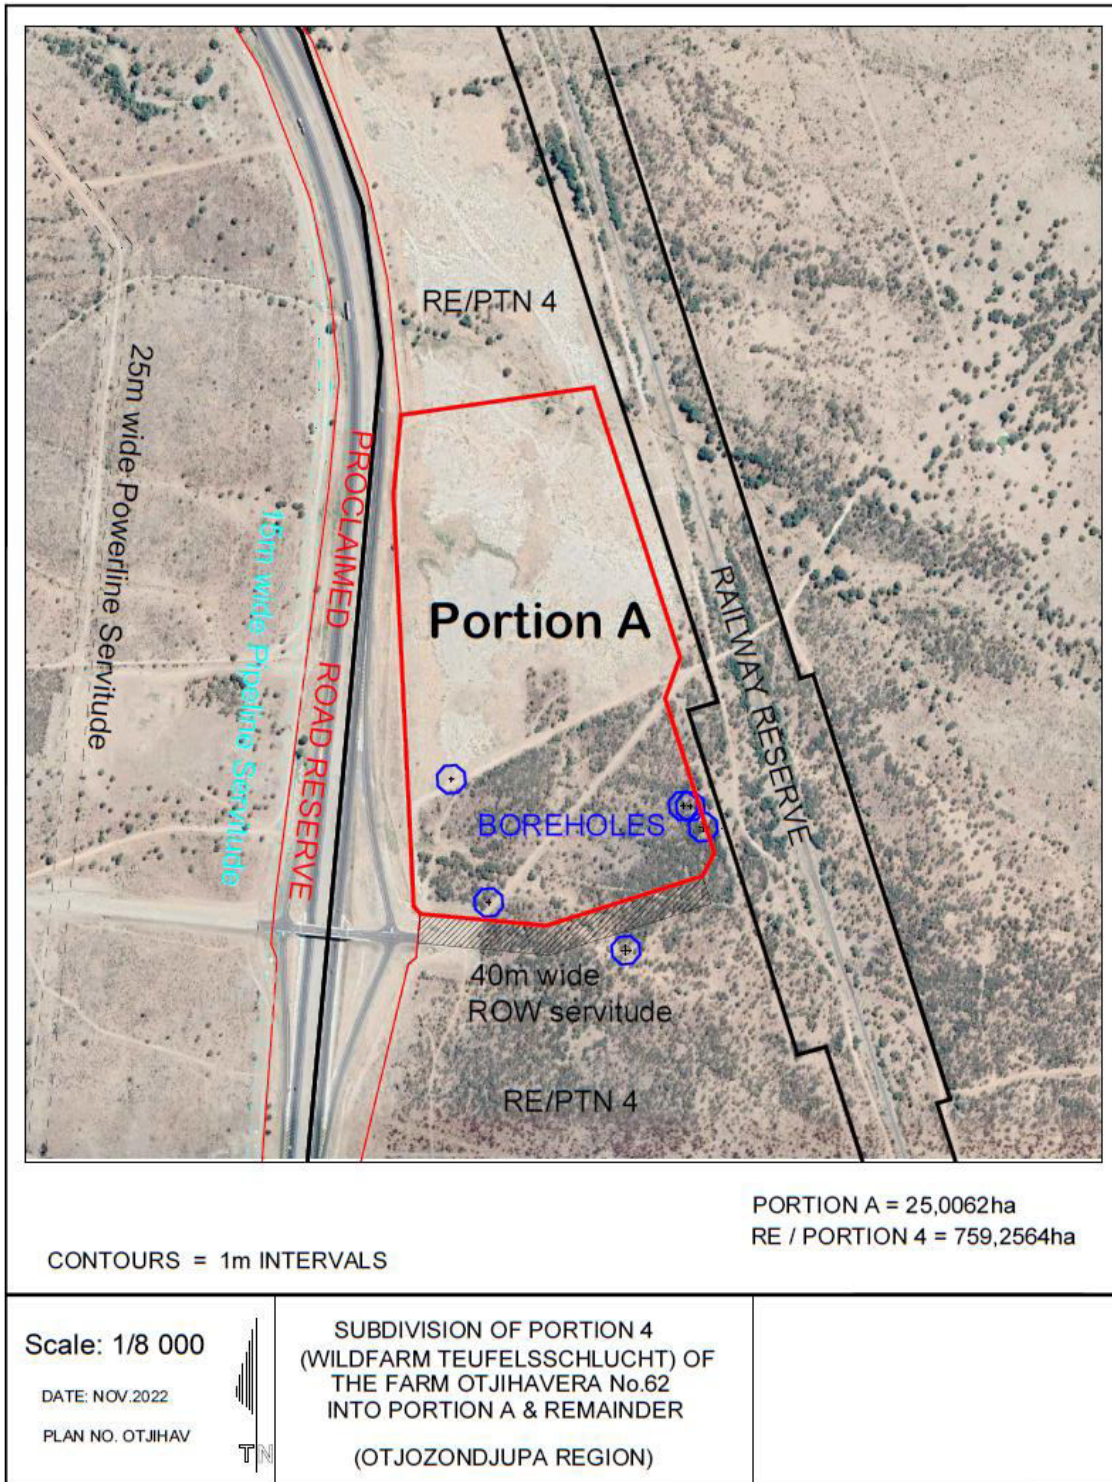 RE/PTN 4
25m wide Powerline Servitude
15m wide Pipeline Servitude
PROCLAIMED ROAD RESERVE
Portion A
RAILWAY RESERVE
BOREHOLES
40m wide
ROW servitude
RE/PTN 4
PORTION A = 25,0062ha
RE / PORTION 4 = 759,2564ha
CONTOURS = 1m INTERVALS
Scale: 1/8 000
DATE: NOV.2022
PLAN NO. OTJIHAV
TN
SUBDIVISION OF PORTION 4
(WILDFARM TEUFELSSCHLUCHT) OF
THE FARM OTJIHAVERA No.62
INTO PORTION A & REMAINDER
(OTJOZONDJUPA REGION)